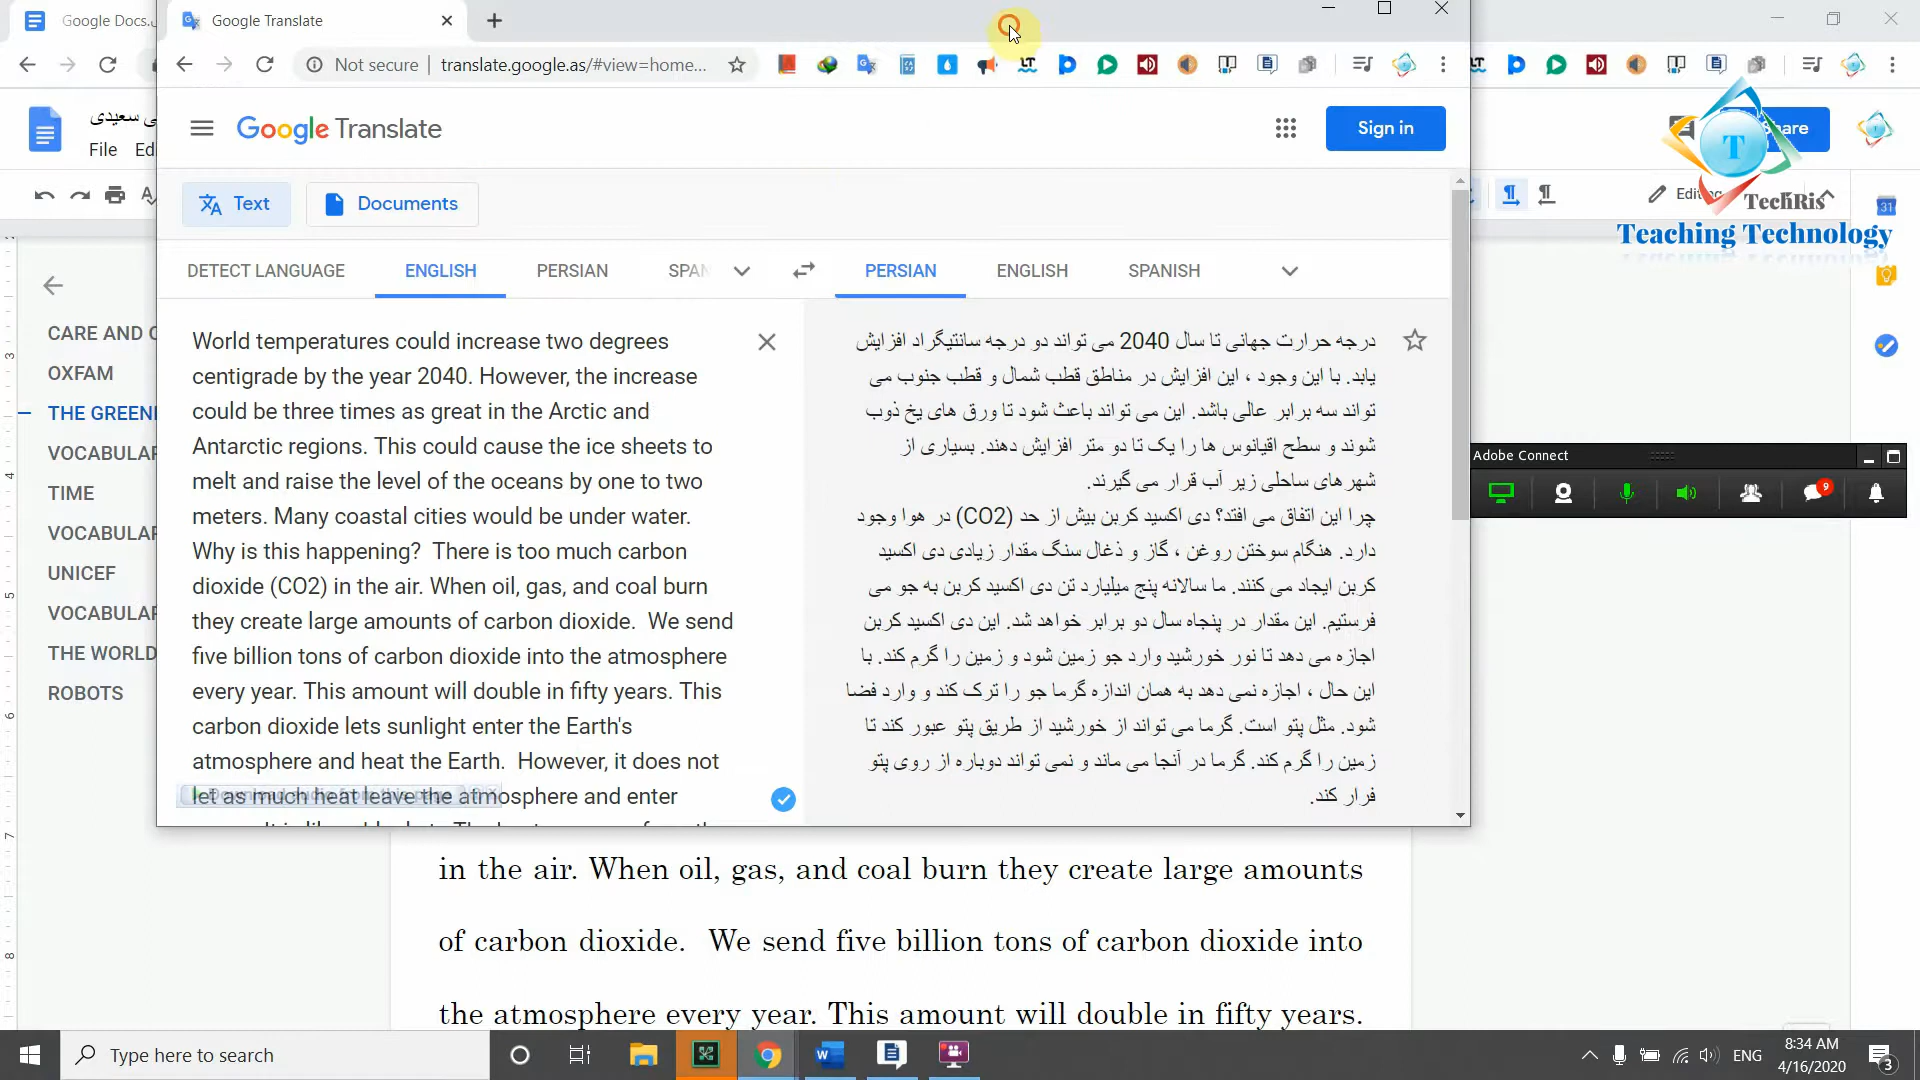 Google Docs.
Google Translate
Not secure
translate.google.as/#view=home...
ی سعیدی
File
Google Translate
Sign in
Share
Text
Documents
Editing
TechRis
Teaching Technology
DETECT LANGUAGE
ENGLISH
PERSIAN
SPAN
PERSIAN
ENGLISH
SPANISH
CARE AND
OXFAM
THE GREEN
VOCABULAR
TIME
VOCABULAR
UNICEF
VOCABULAR
THE WORLD
ROBOTS
World temperatures could increase two degrees
centigrade by the year 2040. However, the increase
could be three times as great in the Arctic and
Antarctic regions. This could cause the ice sheets to
melt and raise the level of the oceans by one to two
meters. Many coastal cities would be under water.
Why is this happening?  There is too much carbon
dioxide (CO2) in the air. When oil, gas, and coal burn
they create large amounts of carbon dioxide.  We send
five billion tons of carbon dioxide into the atmosphere
every year. This amount will double in fifty years. This
carbon dioxide lets sunlight enter the Earth's
atmosphere and heat the Earth.  However, it does not
let as much heat leave the atmosphere and enter
درجه حرارت جهانی تا سال 2040 می تواند دو درجه سانتیگراد افزایش
یابد. با این وجود ، این افزایش در مناطق قطب شمال و قطب جنوب می
تواند سه برابر عالی باشد. این می تواند باعث شود تا ورق های یخ ذوب
شوند و سطح اقیانوس ها را یک تا دو متر افزایش دهند. بسیاری از
شهرهای ساحلی زیر آب قرار می گیرند.
چرا این اتفاق می افتد؟ دی اکسید کربن بیش از حد (CO2) در هوا وجود
دارد. هنگام سوختن روغن ، گاز و ذغال سنگ مقدار زیادی دی اکسید
کربن ایجاد می کنند. ما سالانه پنج میلیارد تن دی اکسید کربن به جو می
فرستیم. این مقدار در پنجاه سال دو برابر خواهد شد. این دی اکسید کربن
اجازه می دهد تا نور خورشید وارد جو زمین شود و زمین را گرم کند. با
این حال ، اجازه نمی دهد به همان اندازه گرما جو را ترک کند و وارد فضا
شود. مثل پتو است. گرما می تواند از خورشید از طریق پتو عبور کند تا
زمین را گرم کند. گرما در آنجا می ماند و نمی تواند دوباره از روی پتو
فرار کند.
Adobe Connect
9
in the air. When oil, gas, and coal burn they create large amounts
of carbon dioxide.  We send five billion tons of carbon dioxide into
the atmosphere every year. This amount will double in fifty years.
Type here to search
ENG
8:34 AM
4/16/2020
3